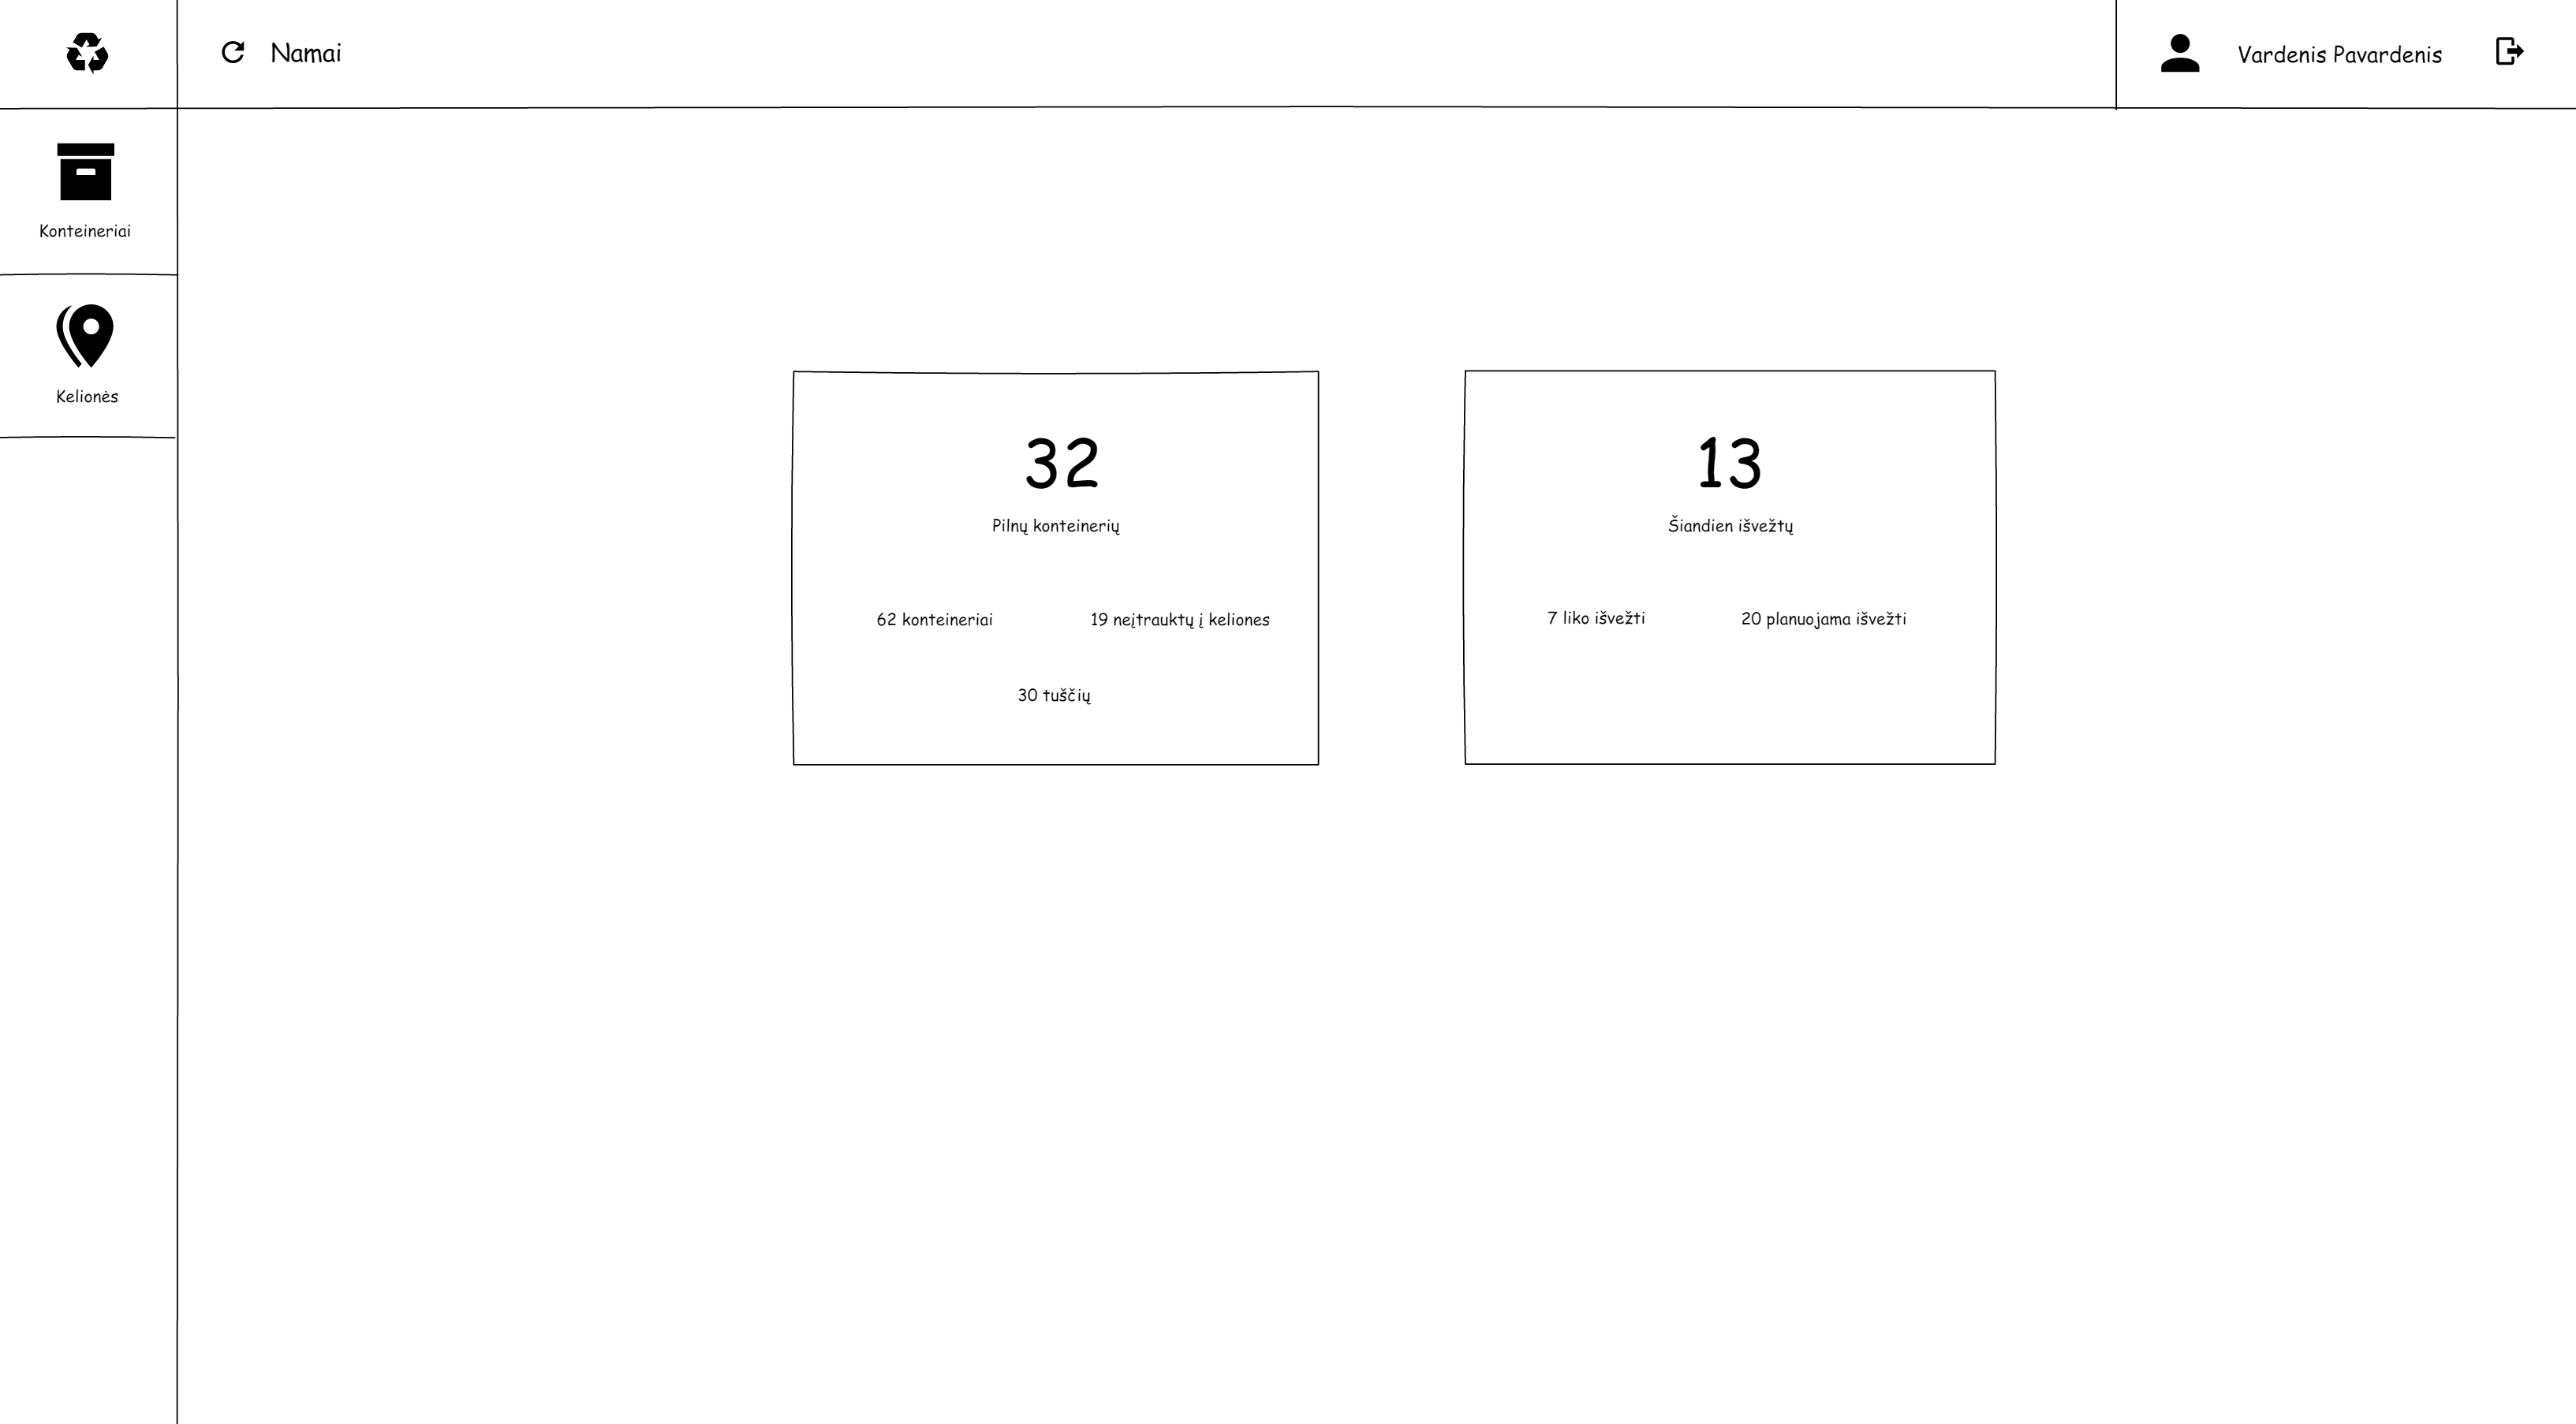 Namai
Vardenis Pavardenis
Konteineriai
Kelionės
32
Pilnų konteinerių
62 konteineriai
19 neįtrauktų į keliones
30 tuščių
13
Šiandien išvežtų
7 liko išvežti
20 planuojama išvežti